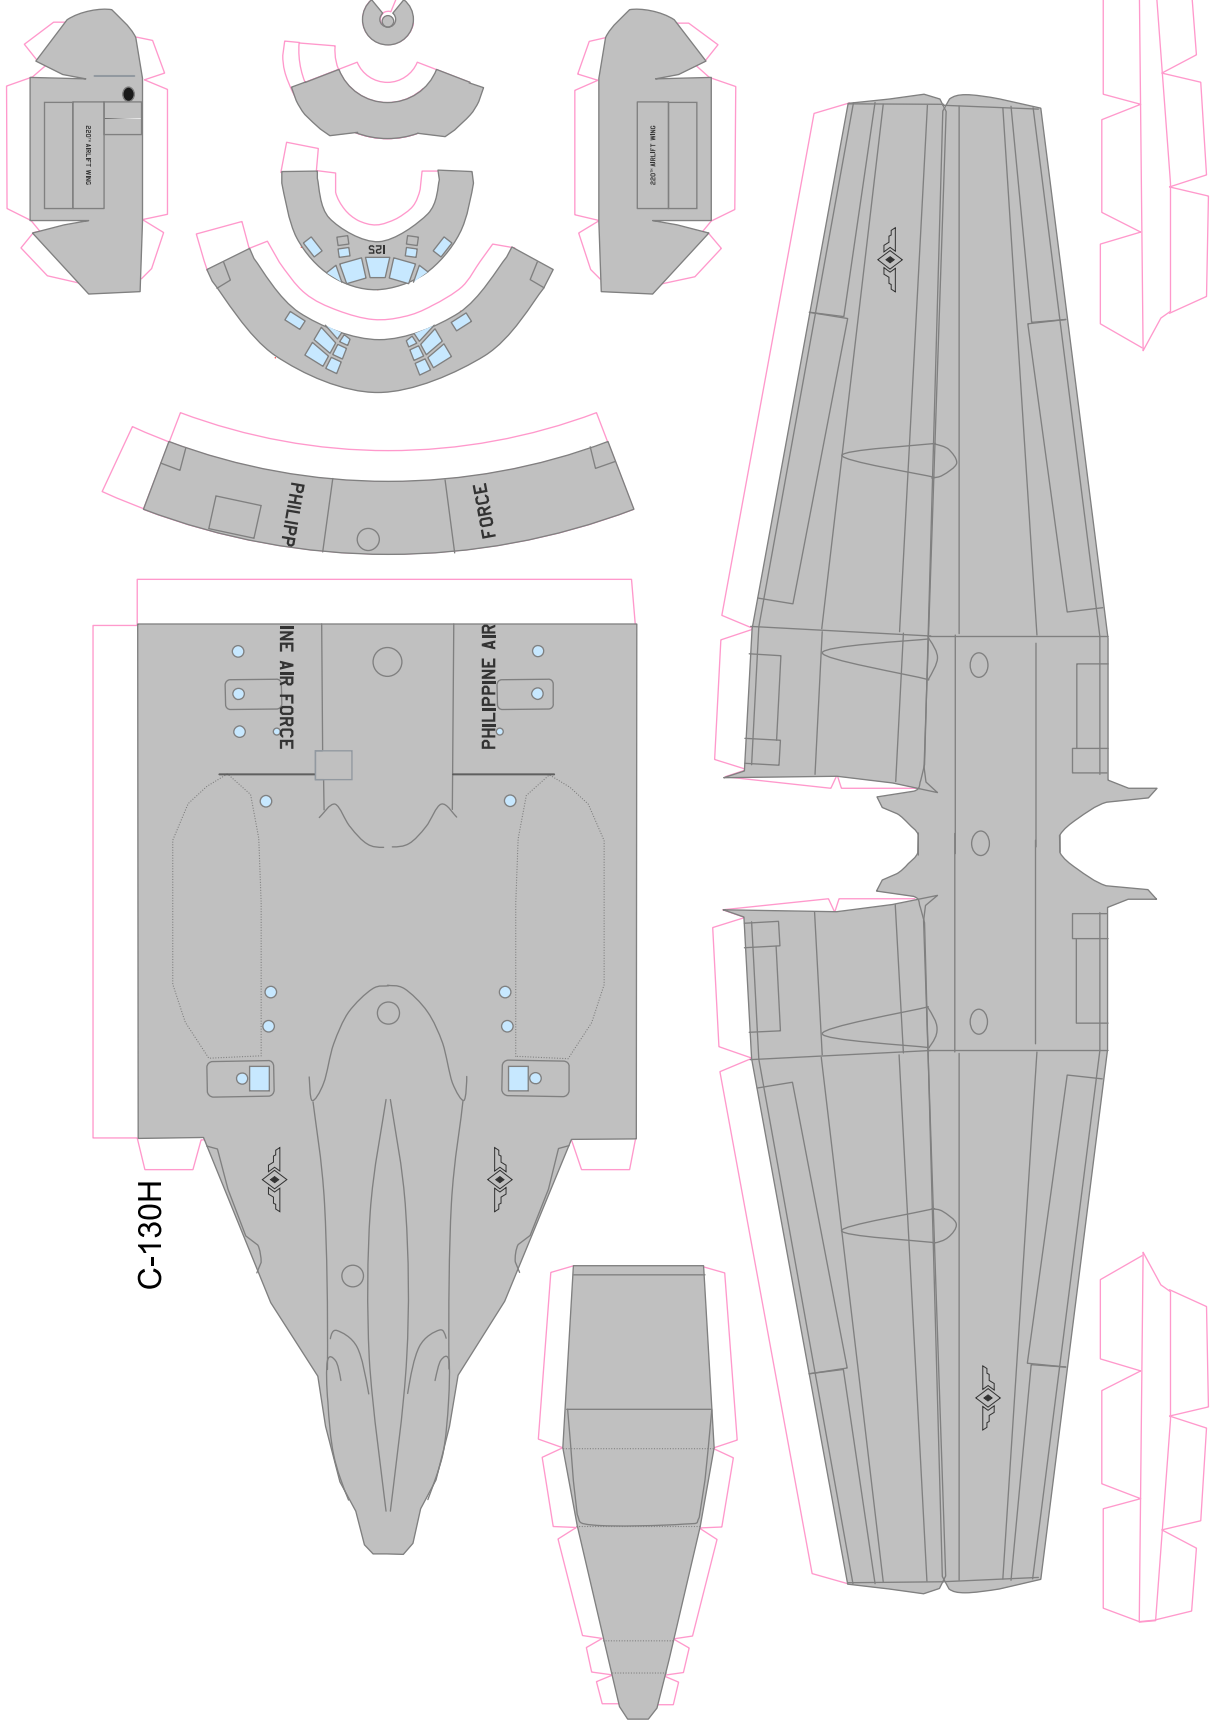 220ᵗʰ AIRLIFT WING
220ᵗʰ AIRLIFT WING
125
PHILIPP
FORCE
INE AIR FORCE
PHILIPPINE AIR
C-130H